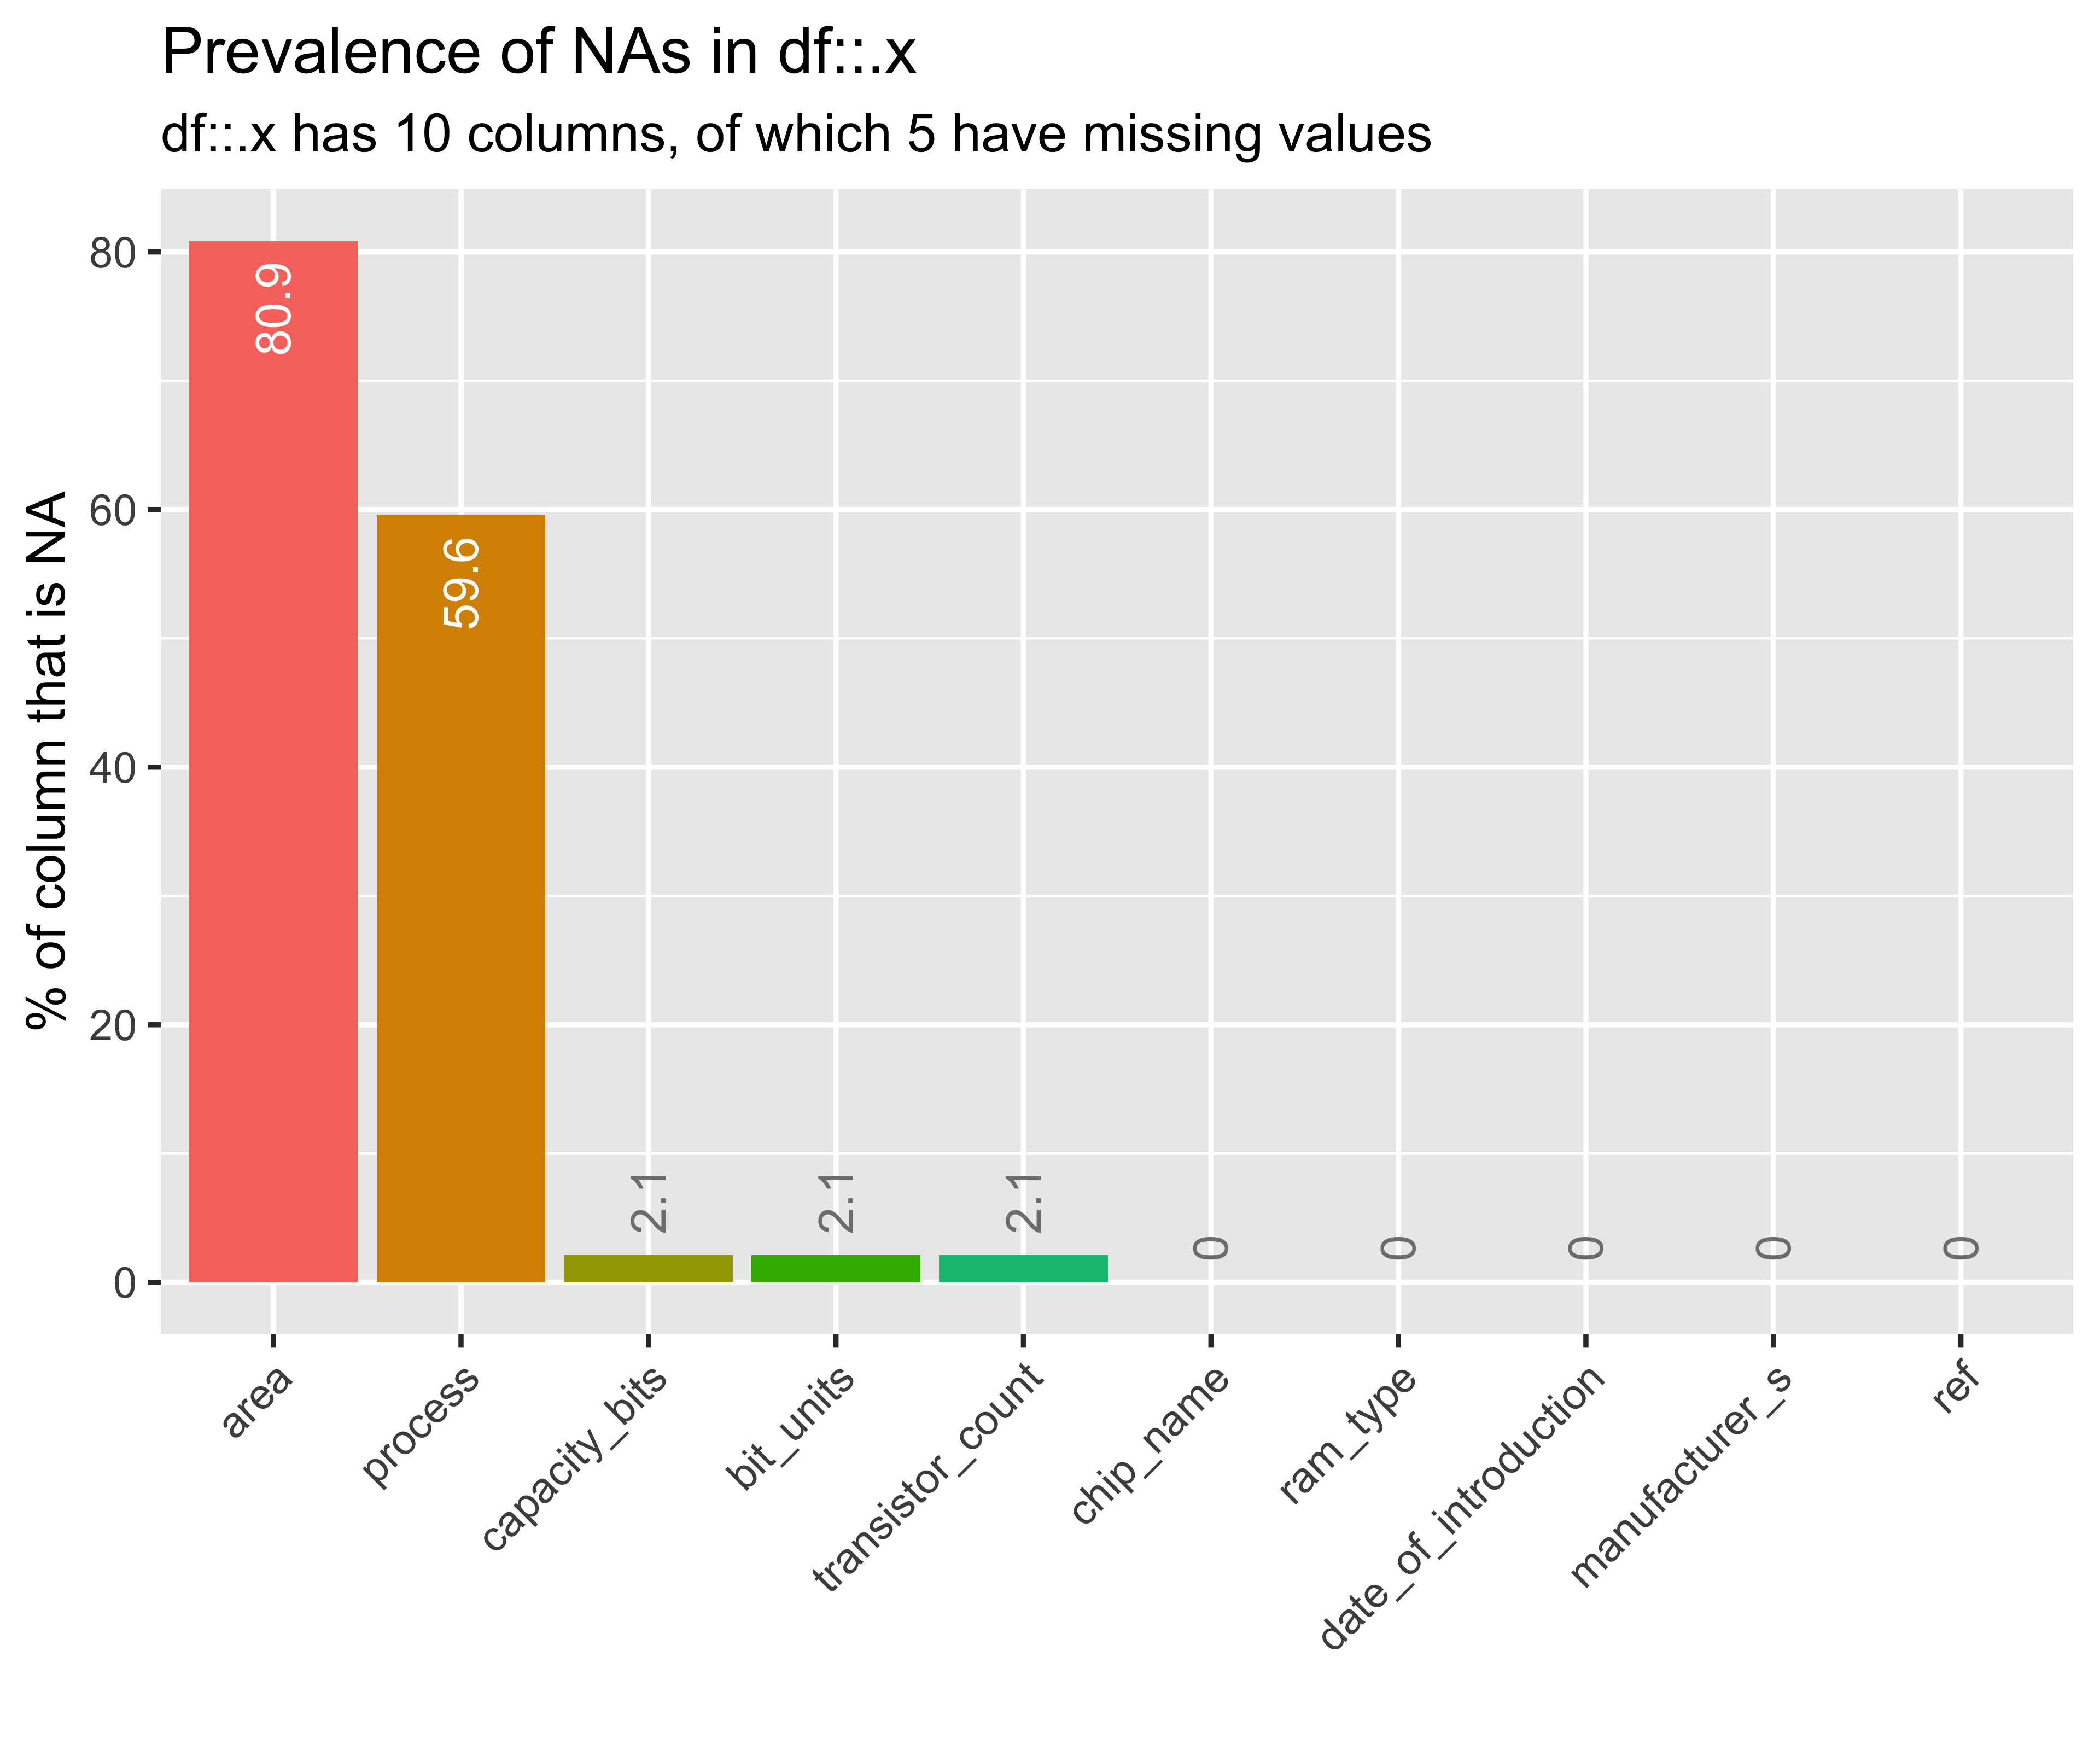 Prevalence of NAs in df::.x
df::.x has 10 columns, of which 5 have missing values
% of column that is NA
80
60
40
20
0
80.9
59.6
2.1
2.1
2.1
0
0
0
0
0
area
process
capacity_bits
bit_units
transistor_count
chip_name
ram_type
date_of_introduction
manufacturer_s
ref